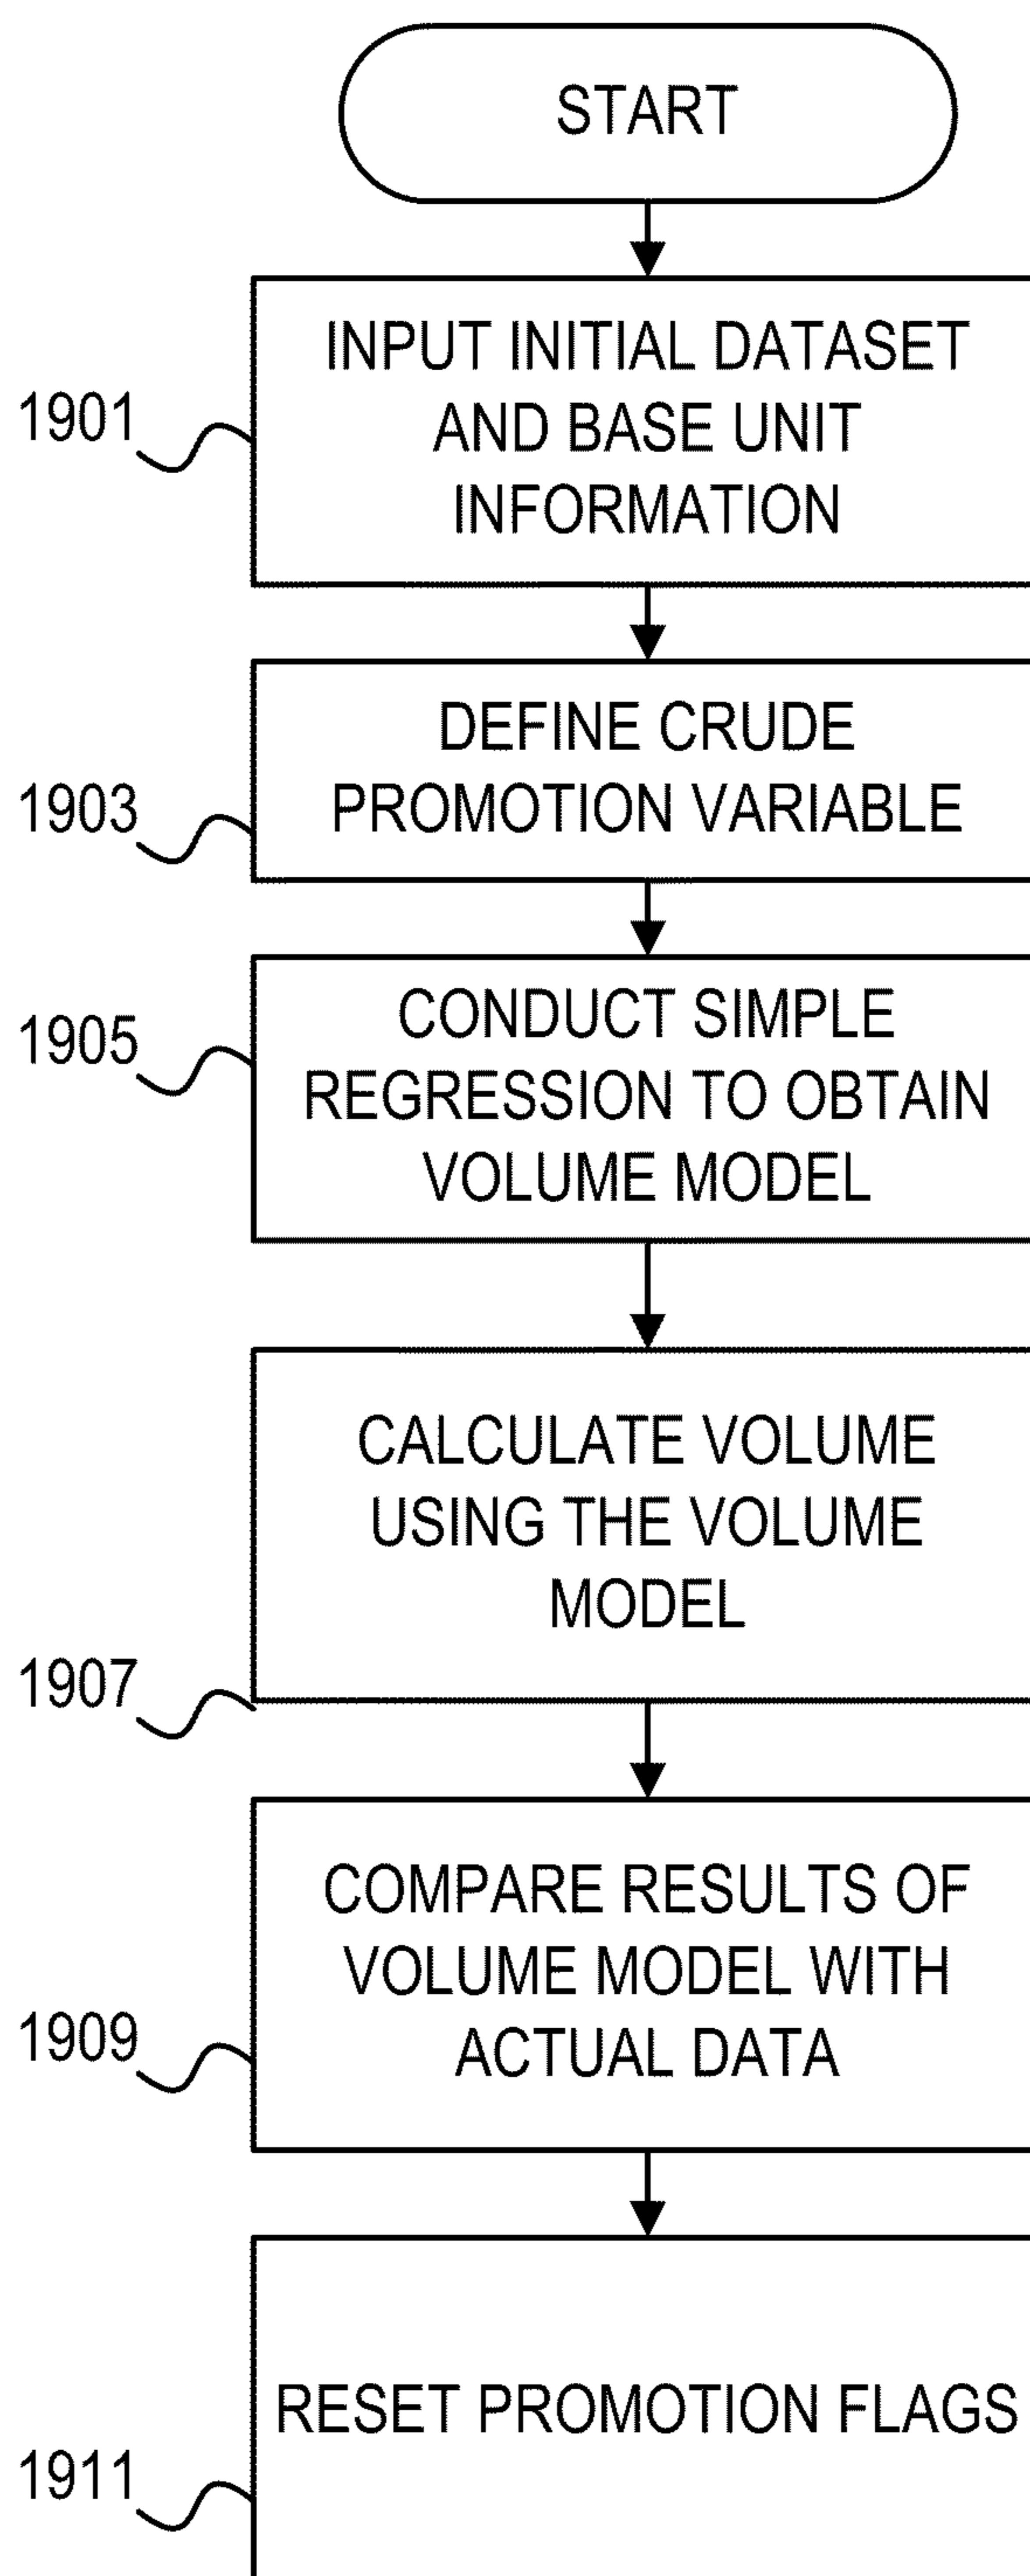 START
INPUT INITIAL DATASET
AND BASE UNIT
INFORMATION
1901
DEFINE CRUDE
PROMOTION VARIABLE
1903
CONDUCT SIMPLE
REGRESSION TO OBTAIN
VOLUME MODEL
1905
CALCULATE VOLUME
USING THE VOLUME
MODEL
1907
COMPARE RESULTS OF
VOLUME MODEL WITH
ACTUAL DATA
1909
RESET PROMOTION FLAGS
1911